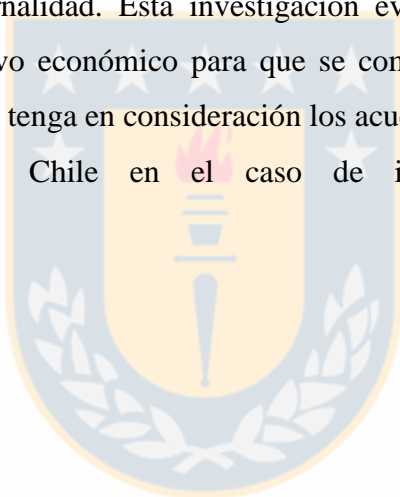 rnalidad. Esta investigación ev
vo económico para que se con
tenga en consideración los acu
Chile en el caso de i